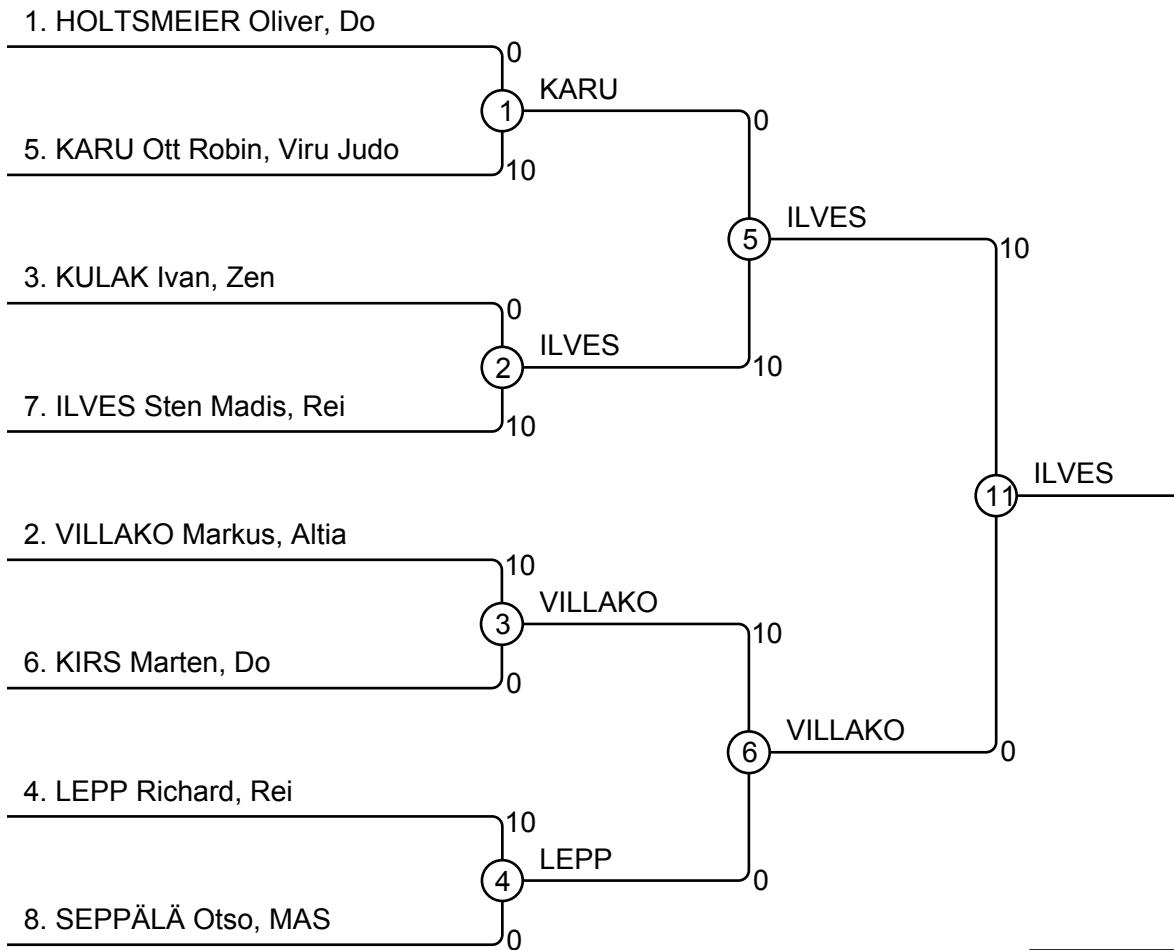 1. HOLTSMEIER Oliver, Do
0
KARU
1
0
5. KARU Ott Robin, Viru Judo
10
ILVES
5
10
3. KULAK Ivan, Zen
0
ILVES
2
10
7. ILVES Sten Madis, Rei
10
ILVES
11
2. VILLAKO Markus, Altia
10
VILLAKO
3
10
6. KIRS Marten, Do
0
VILLAKO
6
0
4. LEPP Richard, Rei
10
LEPP
4
0
8. SEPPÄLÄ Otso, MAS
0